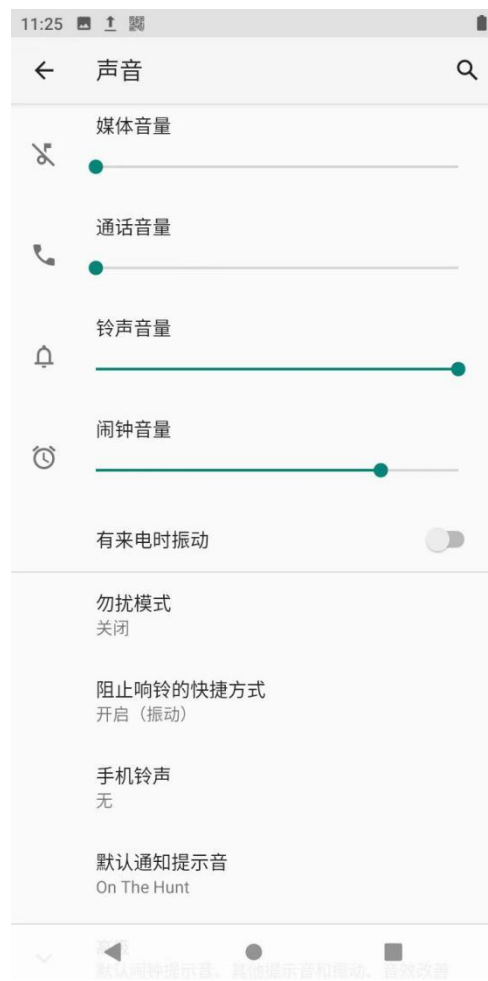 11:25
声音
媒体音量
通话音量
铃声音量
闹钟音量
有来电时振动
勿扰模式
关闭
阻止响铃的快捷方式
开启（振动）
手机铃声
无
默认通知提示音
On The Hunt
高级
默认闹钟提示音、其他提示音和振动、音效改善